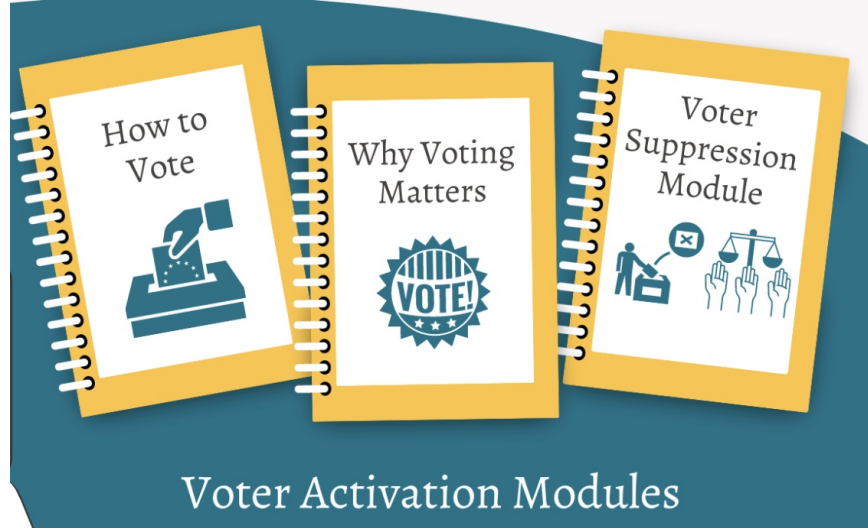 How to
Vote
Why Voting
Matters
VOTE!
Voter
Suppression
Module
Voter Activation Modules